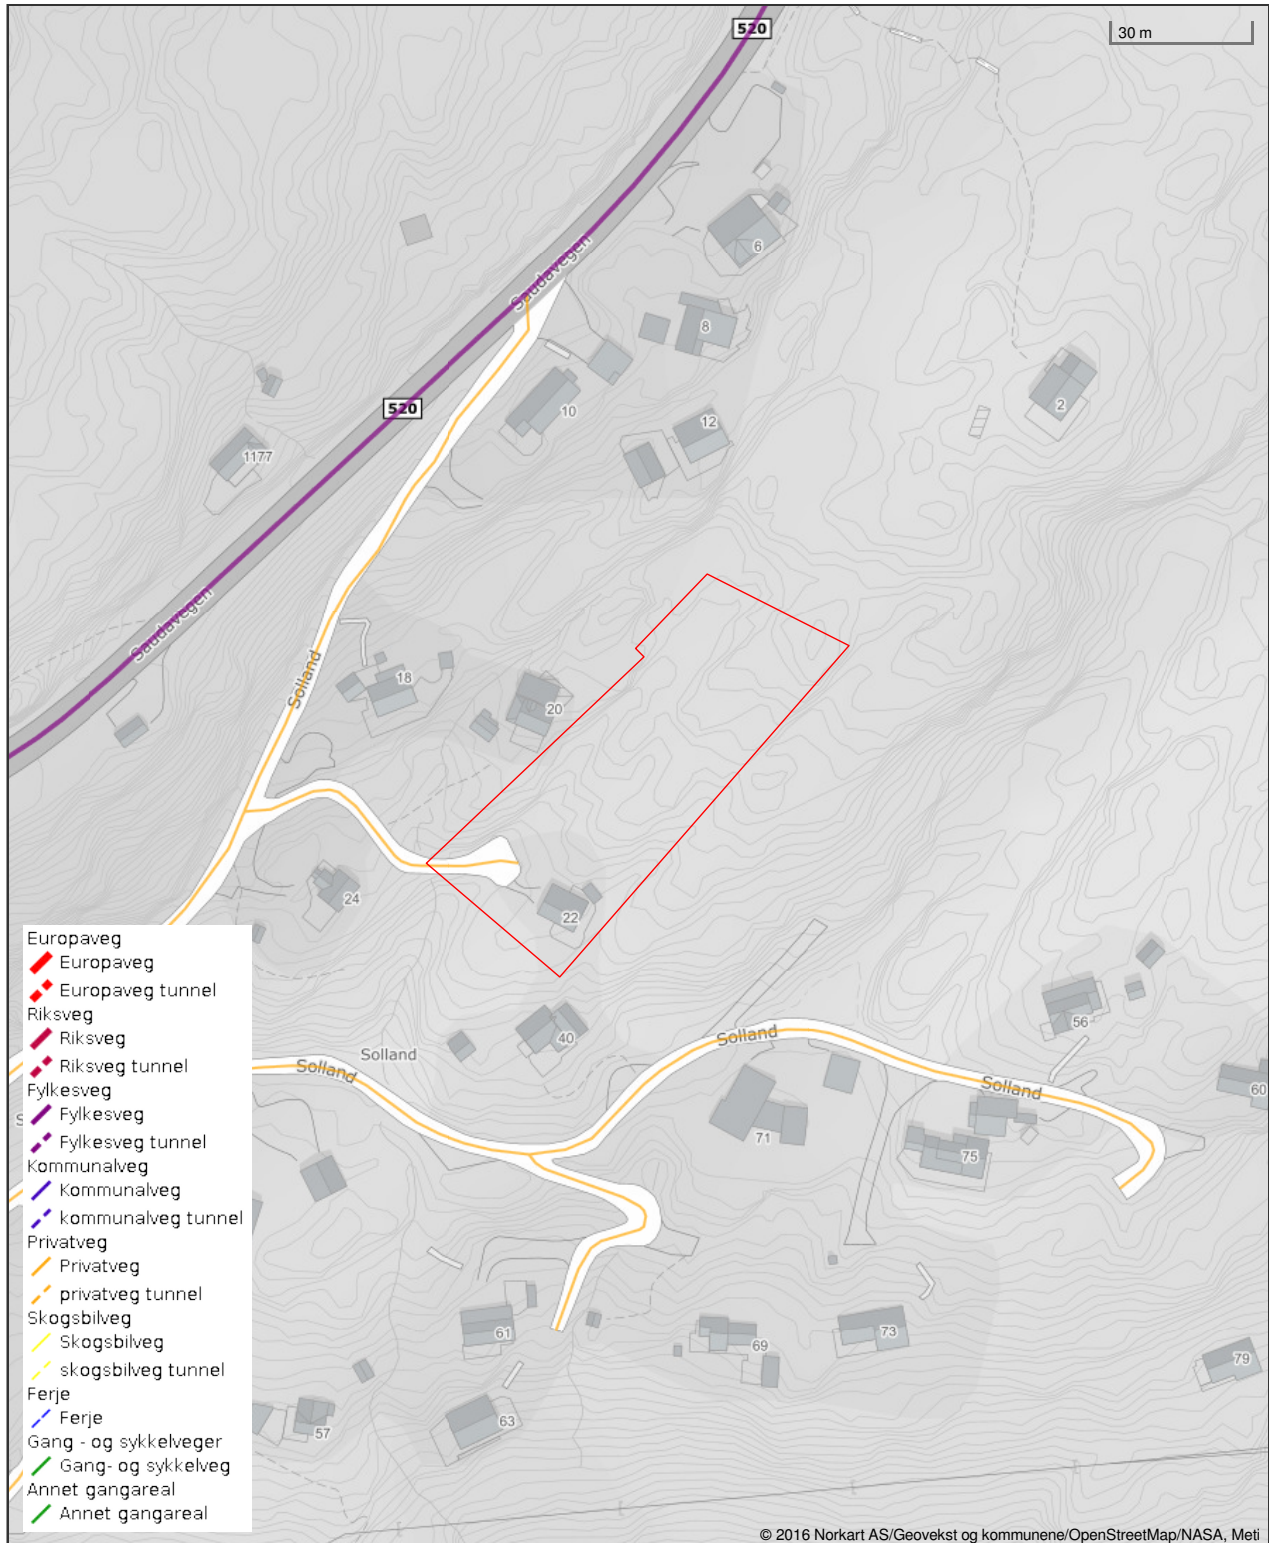 520
30 m
6
Saudavegen
8
2
520
10
12
1177
Saudavegen
Solland
18
20
24
22
Solland
56
40
Solland
Solland
Solland
60
71
75
61
69
73
79
57
63
Europaveg
Europaveg
Europaveg tunnel
Riksveg
Riksveg
Riksveg tunnel
Fylkesveg
Fylkesveg
Fylkesveg tunnel
Kommunalveg
Kommunalveg
kommunalveg tunnel
Privatveg
Privatveg
privatveg tunnel
Skogsbilveg
Skogsbilveg
skogsbilveg tunnel
Ferje
Ferje
Gang - og sykkelveger
Gang- og sykkelveg
Annet gangareal
Annet gangareal
© 2016 Norkart AS/Geovekst og kommunene/OpenStreetMap/NASA, Meti